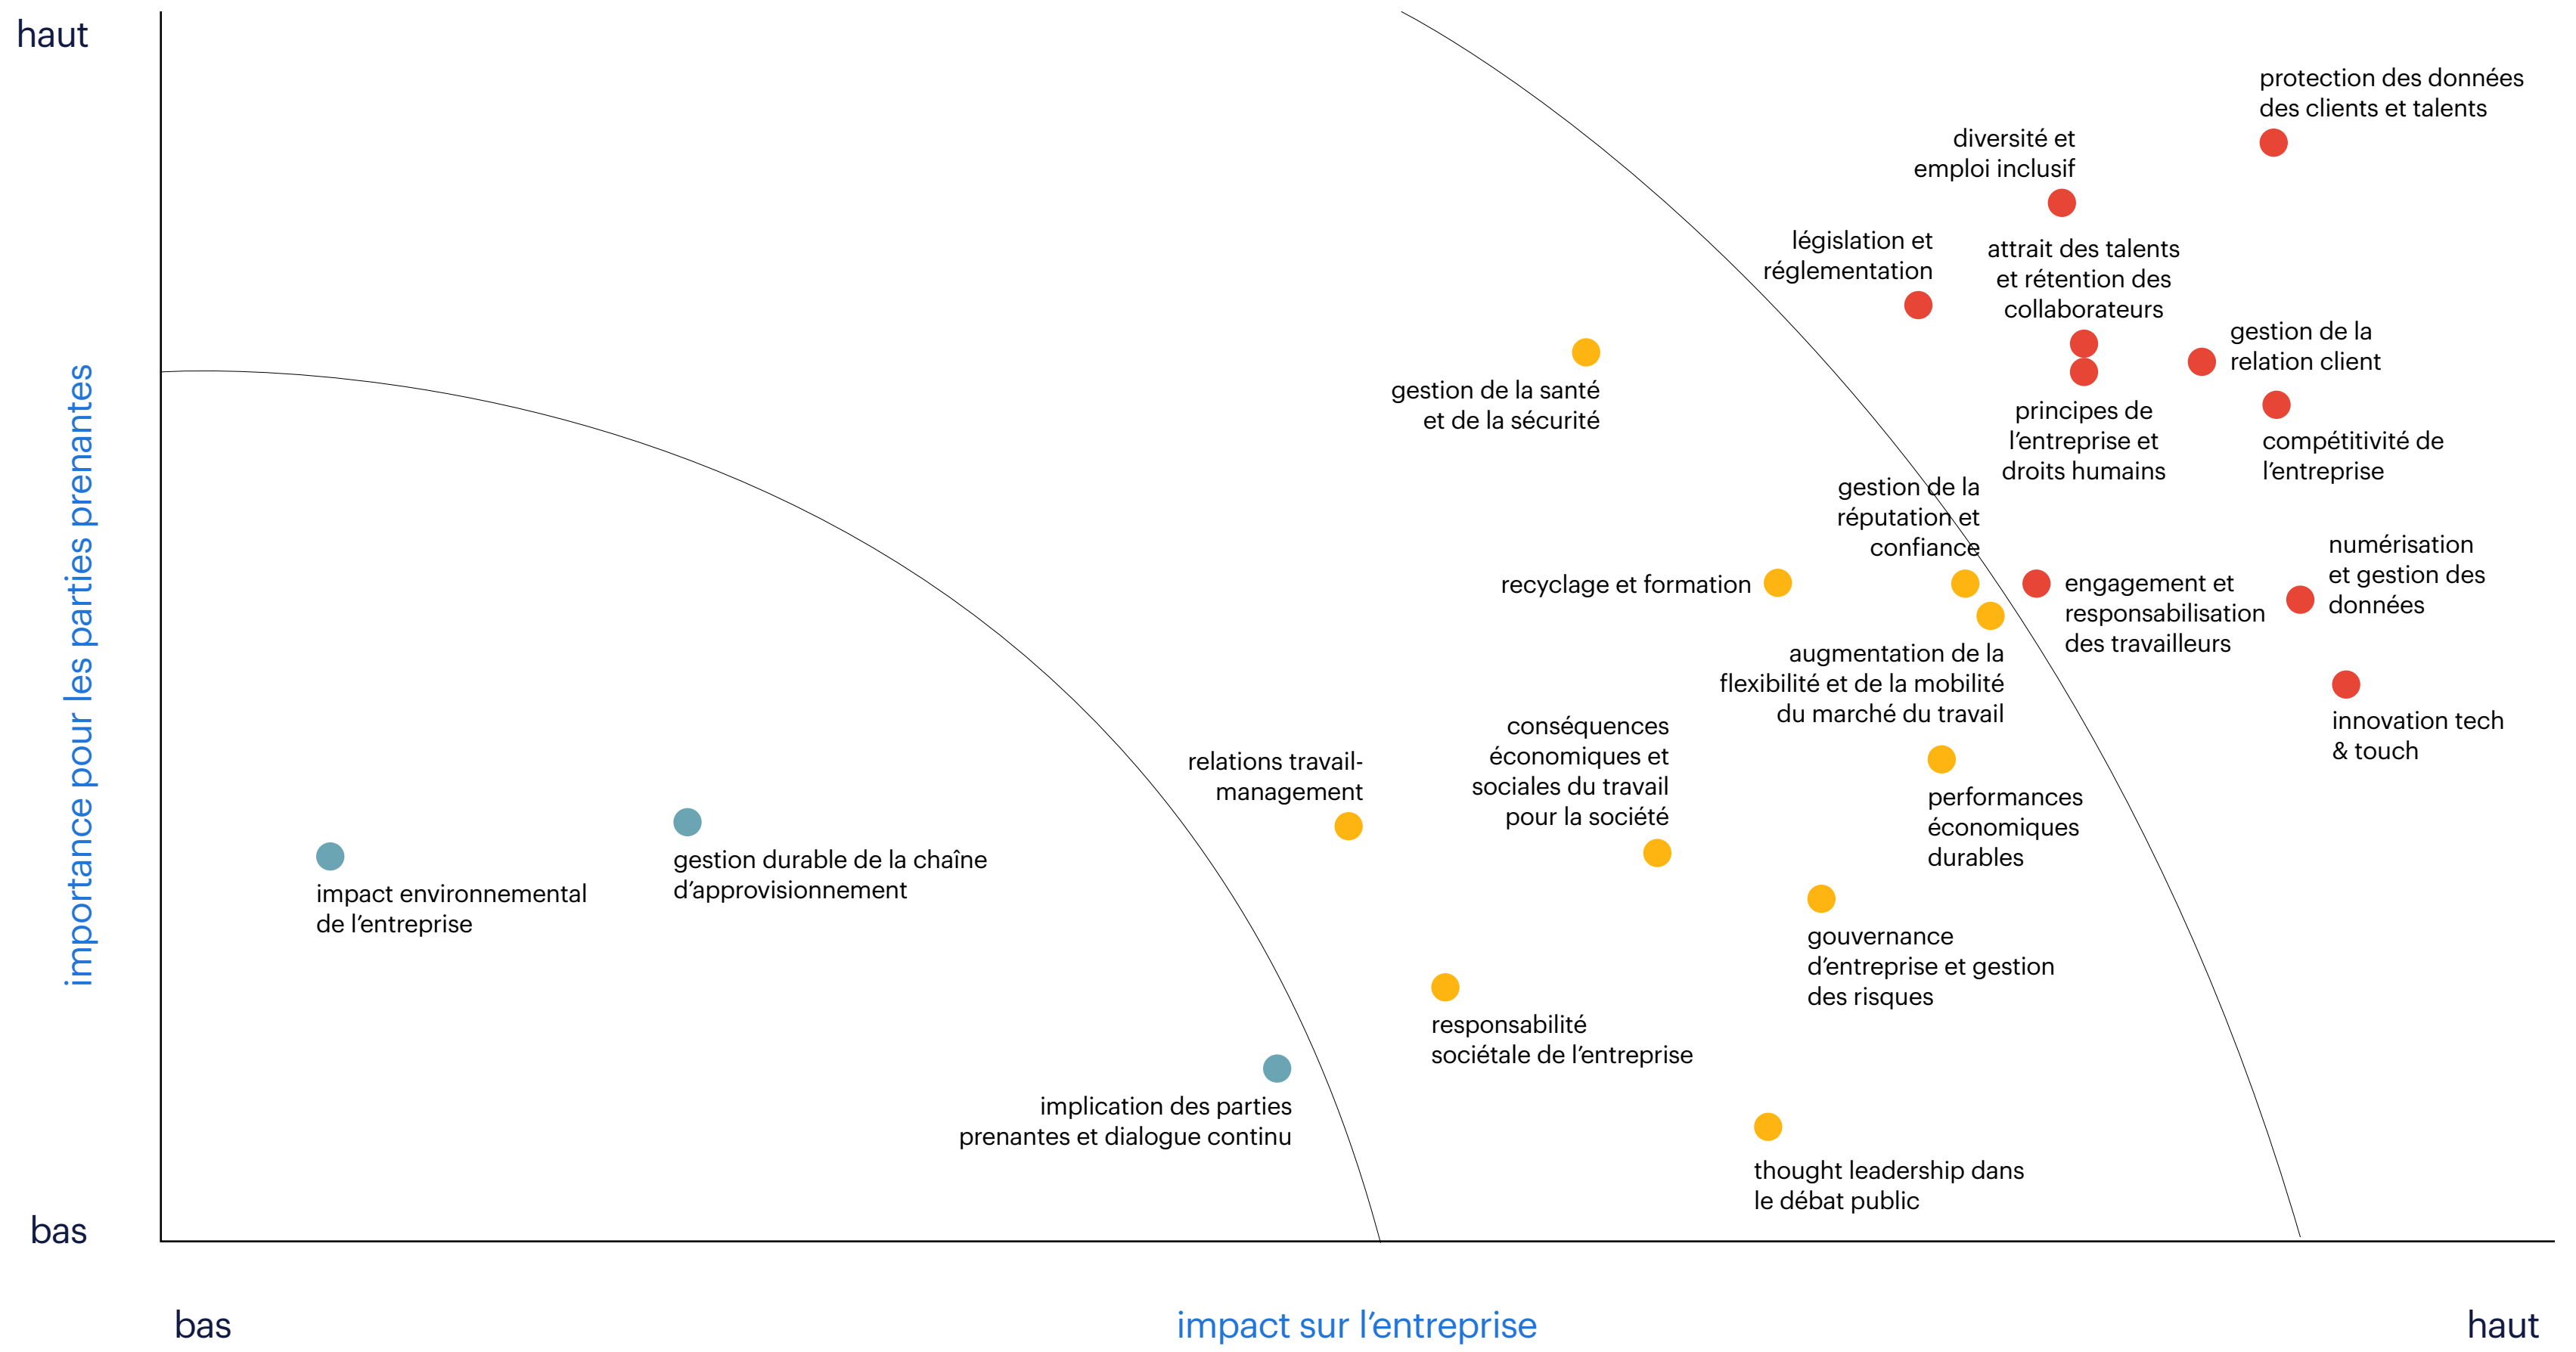 haut
protection des données
des clients et talents
diversité et
emploi inclusif
législation et
réglementation
attrait des talents
et rétention des
collaborateurs
gestion de la
relation client
gestion de la santé
et de la sécurité
principes de
l’entreprise et
droits humains
compétitivité de
l’entreprise
gestion de la
réputation et
confiance
recyclage et formation
engagement et
responsabilisation
des travailleurs
numérisation
et gestion des
données
augmentation de la
flexibilité et de la mobilité
du marché du travail
innovation tech
& touch
conséquences
économiques et
sociales du travail
pour la société
relations travail-
management
performances
économiques
durables
gestion durable de la chaîne
d’approvisionnement
impact environnemental
de l’entreprise
gouvernance
d’entreprise et gestion
des risques
responsabilité
sociétale de l’entreprise
implication des parties
prenantes et dialogue continu
thought leadership dans
le débat public
importance pour les parties prenantes
bas
bas
impact sur l’entreprise
haut